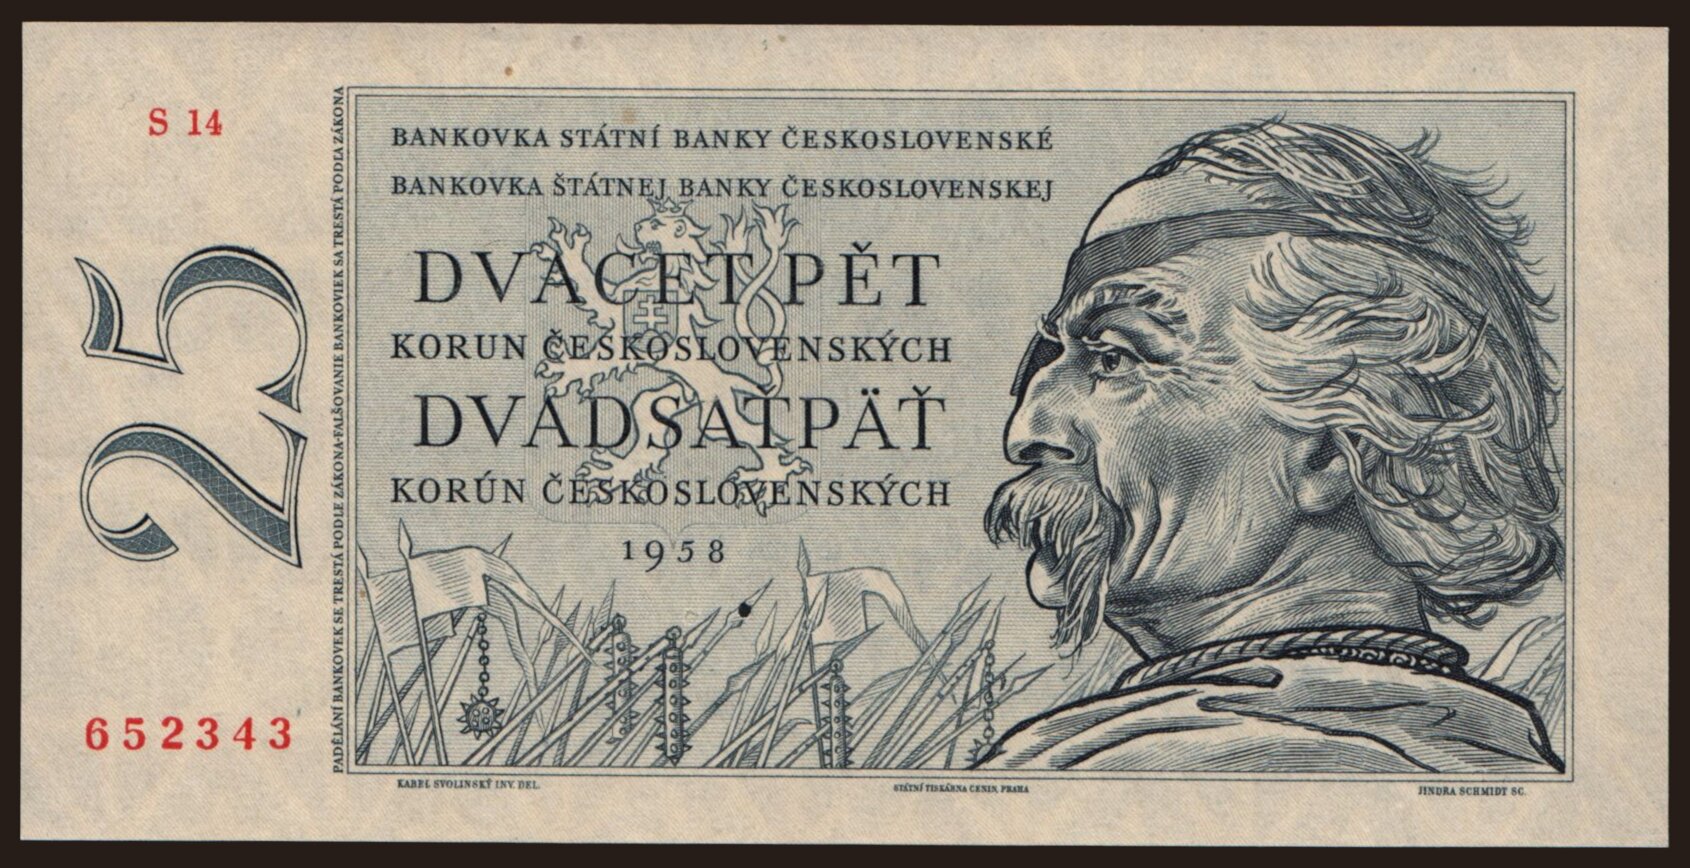 S 14
BANKOVKA STÁTNÍ BANKY ČESKOSLOVENSKÉ
BANKOVKA ŠTÁTNEJ BANKY ČESKOSLOVENSKEJ
DVACET PĚT
KORUN ČESKOSLOVENSKÝCH
DVADSAŤPÄŤ
KORÚN ČESKOSLOVENSKÝCH
1958
25
PADĚLÁNÍ BANKOVEK SE TRESTÁ PODLE ZÁKONA-FALŠOVANIE BANKOVIEK SA TRESTÁ PODĽA ZÁKONA
652343
KAREL SVOLINSKÝ INV. DEL.
STÁTNÍ TISKÁRNA CENIN, PRAHA
JINDRA SCHMIDT SC.